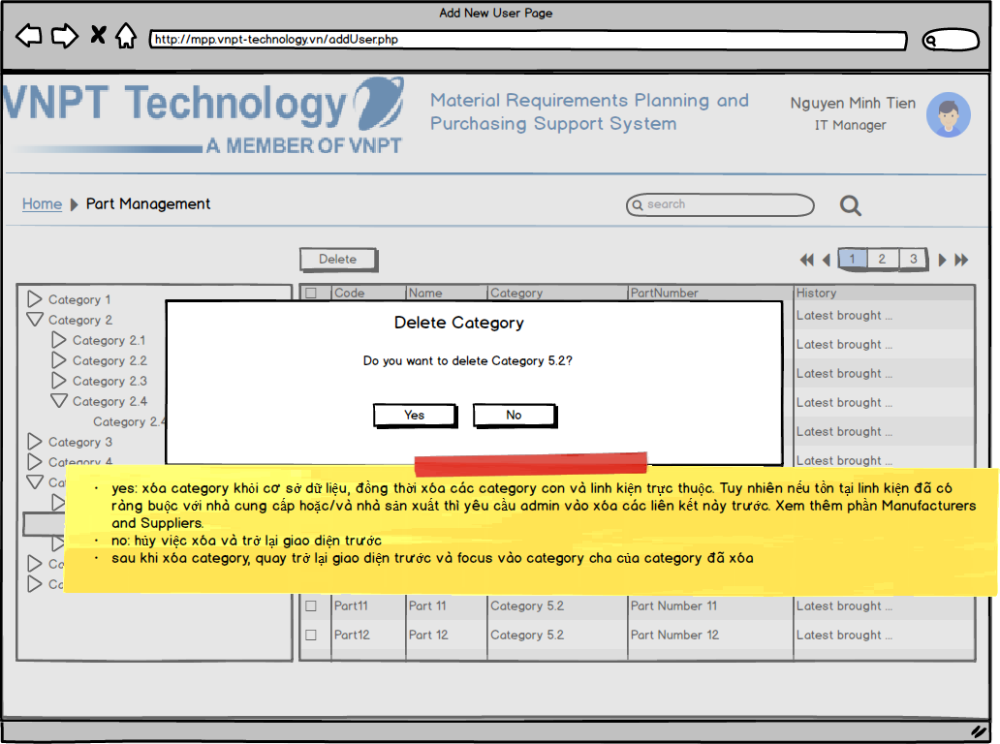 Add New User Page
http://mpp.vnpt-technology.vn/addUser.php
VNPT Technology
A MEMBER OF VNPT
Material Requirements Planning and
Purchasing Support System
Nguyen Minh Tien
IT Manager
Home
Part Management
search
Delete
1
2
3
Category 1
Category 2
Category 2.1
Category 2.2
Category 2.3
Category 2.4
Category 2.4
Category 3
Category 4
Code Name Category PartNumber History
Latest brought ...
Latest brought ...
Latest brought ...
Latest brought ...
Latest brought ...
Latest brought ...
Delete Category
Do you want to delete Category 5.2?
Yes
No
· yes: xóa category khỏi cơ sở dữ liệu, đồng thời xóa các category con và linh kiện trực thuộc. Tuy nhiên nếu tồn tại linh kiện đã có
ràng buộc với nhà cung cấp hoặc/và nhà sản xuất thì yêu cầu admin vào xóa các liên kết này trước. Xem thêm phần Manufacturers
and Suppliers.
· no: hủy việc xóa và trở lại giao diện trước
· sau khi xóa category, quay trở lại giao diện trước và focus vào category cha của category đã xóa
Part11 Part 11 Category 5.2 Part Number 11 Latest brought ...
Part12 Part 12 Category 5.2 Part Number 12 Latest brought ...